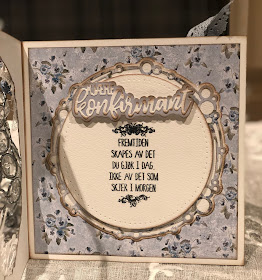 konfirmant
FREMTIDEN
SKAPES AV DET
DU GJØR I DAG
IKKE AV DET SOM
SKJER I MORGEN